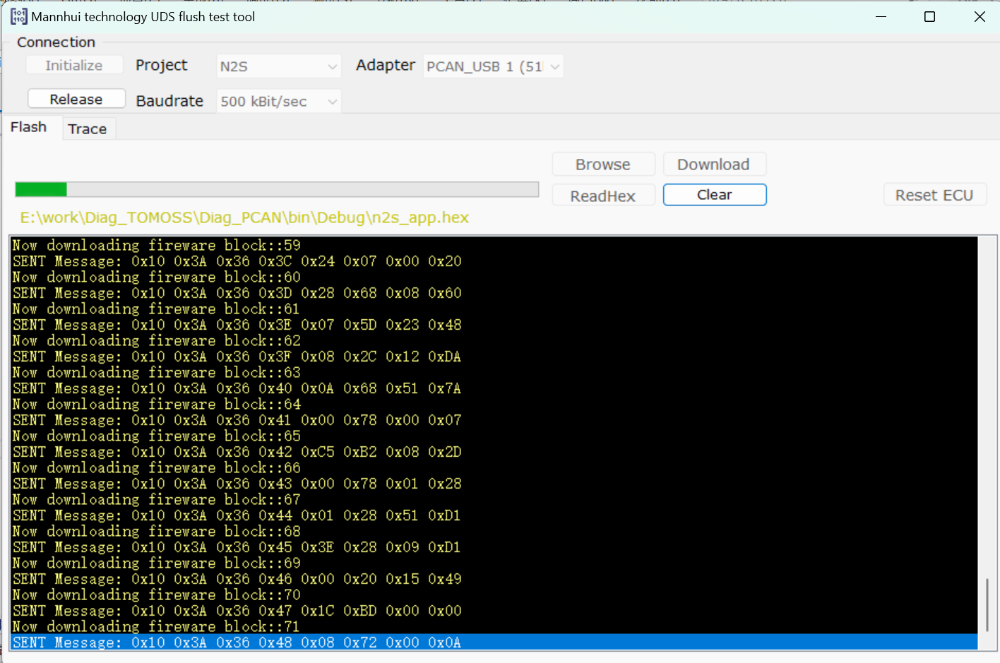 Mannhui technology UDS flush test tool
Connection
Initialize Project N2S Adapter PCAN_USB 1 (51
Release Baudrate 500 kBit/sec
Flash Trace
Browse Download
ReadHex Clear Reset ECU
E:\work\Diag_TOMOSS\Diag_PCAN\bin\Debug\n2s_app.hex
Now downloading fireware block::59
SENT Message: 0x10 0x3A 0x36 0x3C 0x24 0x07 0x00 0x20
Now downloading fireware block::60
SENT Message: 0x10 0x3A 0x36 0x3D 0x28 0x68 0x08 0x60
Now downloading fireware block::61
SENT Message: 0x10 0x3A 0x36 0x3E 0x07 0x5D 0x23 0x48
Now downloading fireware block::62
SENT Message: 0x10 0x3A 0x36 0x3F 0x08 0x2C 0x12 0xDA
Now downloading fireware block::63
SENT Message: 0x10 0x3A 0x36 0x40 0x0A 0x68 0x51 0x7A
Now downloading fireware block::64
SENT Message: 0x10 0x3A 0x36 0x41 0x00 0x78 0x00 0x07
Now downloading fireware block::65
SENT Message: 0x10 0x3A 0x36 0x42 0xC5 0xB2 0x08 0x2D
Now downloading fireware block::66
SENT Message: 0x10 0x3A 0x36 0x43 0x00 0x78 0x01 0x28
Now downloading fireware block::67
SENT Message: 0x10 0x3A 0x36 0x44 0x01 0x28 0x51 0xD1
Now downloading fireware block::68
SENT Message: 0x10 0x3A 0x36 0x45 0x3E 0x28 0x09 0xD1
Now downloading fireware block::69
SENT Message: 0x10 0x3A 0x36 0x46 0x00 0x20 0x15 0x49
Now downloading fireware block::70
SENT Message: 0x10 0x3A 0x36 0x47 0x1C 0xBD 0x00 0x00
Now downloading fireware block::71
SENT Message: 0x10 0x3A 0x36 0x48 0x08 0x72 0x00 0x0A